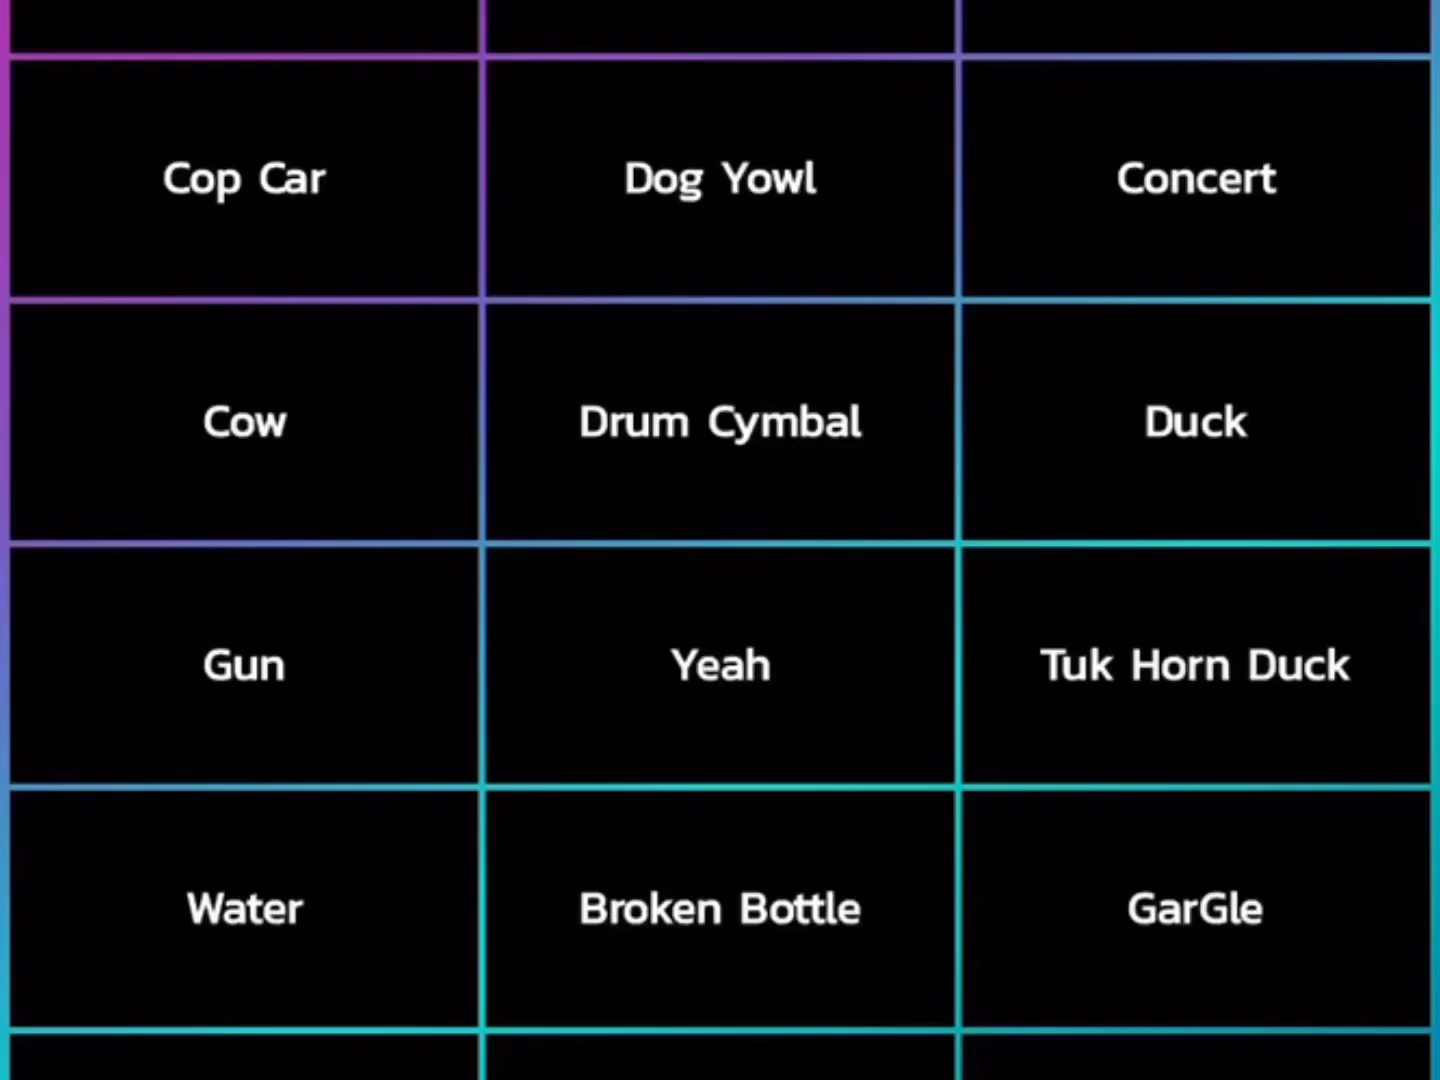 Cop Car
Dog Yowl
Concert
Cow
Drum Cymbal
Duck
Gun
Yeah
Tuk Horn Duck
Water
Broken Bottle
GarGle